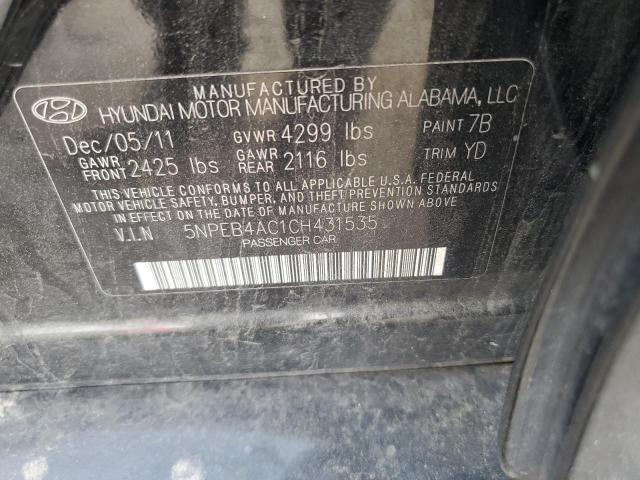 MANUFACTURED BY
HYUNDAI MOTOR MANUFACTURING ALABAMA, LLC
Dec/05/11 GVWR 4299 lbs PAINT 7B
GAWR FRONT 2425 lbs GAWR REAR 2116 lbs TRIM YD
THIS VEHICLE CONFORMS TO ALL APPLICABLE U.S.A. FEDERAL
MOTOR VEHICLE SAFETY, BUMPER, AND THEFT PREVENTION STANDARDS
IN EFFECT ON THE DATE OF MANUFACTURE SHOWN ABOVE.
V.I.N 5NPEB4AC1CH431535
PASSENGER CAR